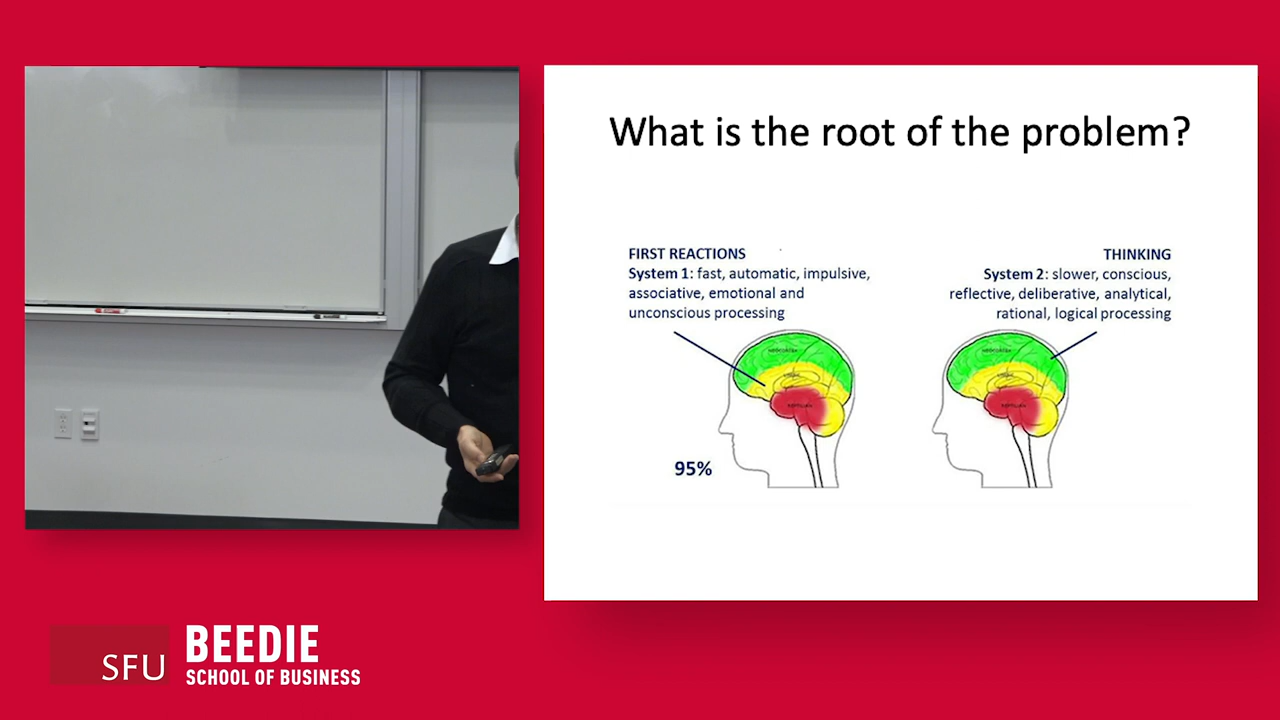 What is the root of the problem?
FIRST REACTIONS
System 1: fast, automatic, impulsive,
associative, emotional and
unconscious processing
THINKING
System 2: slower, conscious,
reflective, deliberative, analytical,
rational, logical processing
95%
SFU
BEEDIE
SCHOOL OF BUSINESS